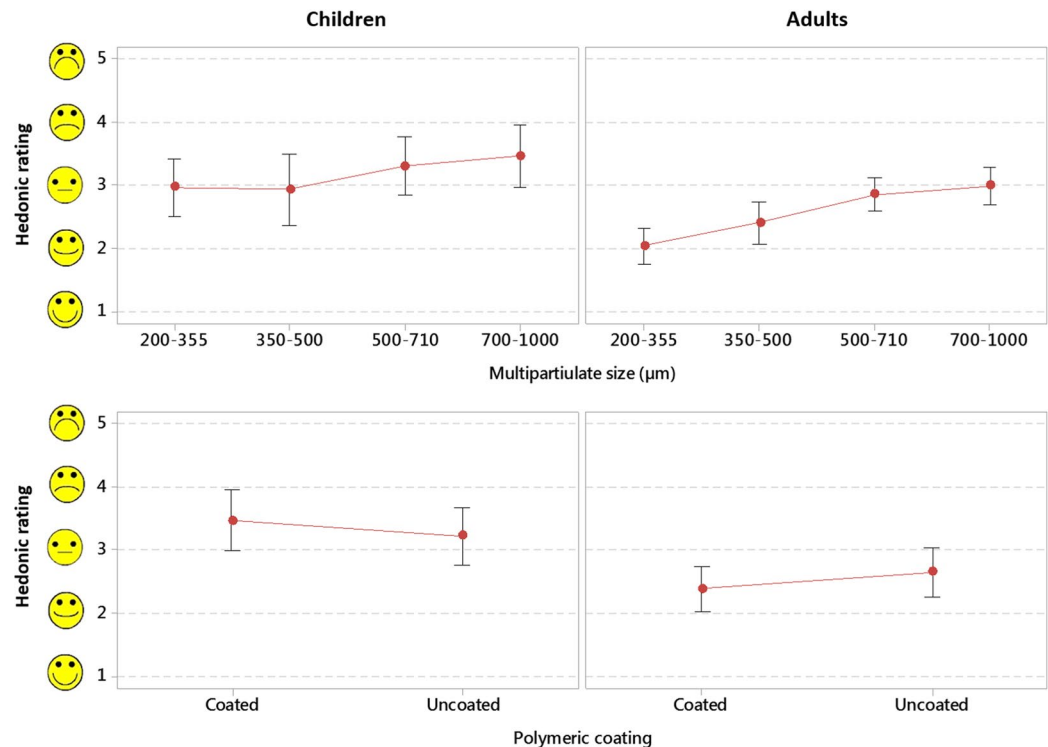 Children Adults
Hedonic rating
5
4
3
2
1
200-355 350-500 500-710 700-1000 200-355 350-500 500-710 700-1000
Multipartiulate size (µm)
Hedonic rating
5
4
3
2
1
Coated Uncoated Coated Uncoated
Polymeric coating